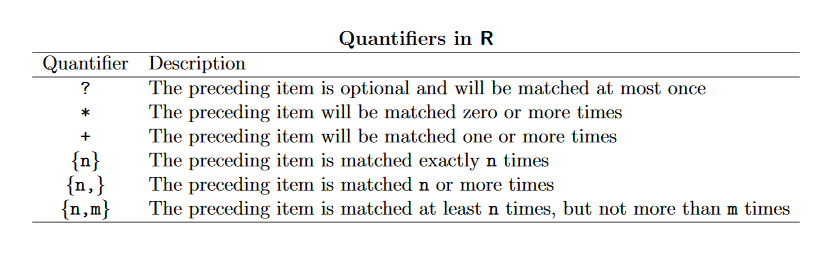 Quantifiers in R
Quantifier Description
? The preceding item is optional and will be matched at most once
* The preceding item will be matched zero or more times
+ The preceding item will be matched one or more times
{n} The preceding item is matched exactly n times
{n,} The preceding item is matched n or more times
{n,m} The preceding item is matched at least n times, but not more than m times